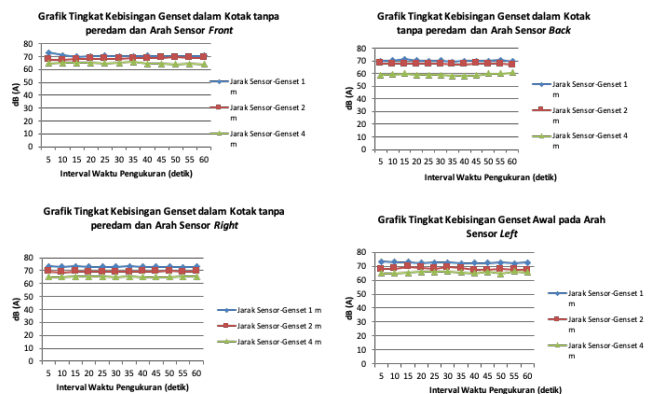 Grafik Tingkat Kebisingan Genset dalam Kotak tanpa
peredam dan Arah Sensor Front
80
70
60
50
40
30
20
10
0
dB (A)
5 10 15 20 25 30 35 40 45 50 55 60
Interval Waktu Pengukuran (detik)
Jarak Sensor-Genset 1
m
Jarak Sensor-Genset 2
m
Jarak Sensor-Genset 4
m
Grafik Tingkat Kebisingan Genset dalam Kotak
tanpa peredam dan Arah Sensor Back
80
70
60
50
40
30
20
10
0
dB (A)
5 10 15 20 25 30 35 40 45 50 55 60
Interval Waktu Pengukuran (detik)
Jarak Sensor-Genset 1
m
Jarak Sensor-Genset 2
m
Jarak Sensor-Genset 4
m
Grafik Tingkat Kebisingan Genset dalam Kotak tanpa
peredam dan Arah Sensor Right
80
70
60
50
40
30
20
10
0
dB (A)
5 10 15 20 25 30 35 40 45 50 55 60
Interval Waktu Pengukuran (detik)
Jarak Sensor-Genset 1 m
Jarak Sensor-Genset 2 m
Jarak Sensor-Genset 4 m
Grafik Tingkat Kebisingan Genset Awal pada Arah
Sensor Left
80
70
60
50
40
30
20
10
0
dB (A)
5 10 15 20 25 30 35 40 45 50 55 60
Interval Waktu Pengukuran (detik)
Jarak Sensor-Genset 1
m
Jarak Sensor-Genset 2
m
Jarak Sensor-Genset 4
m